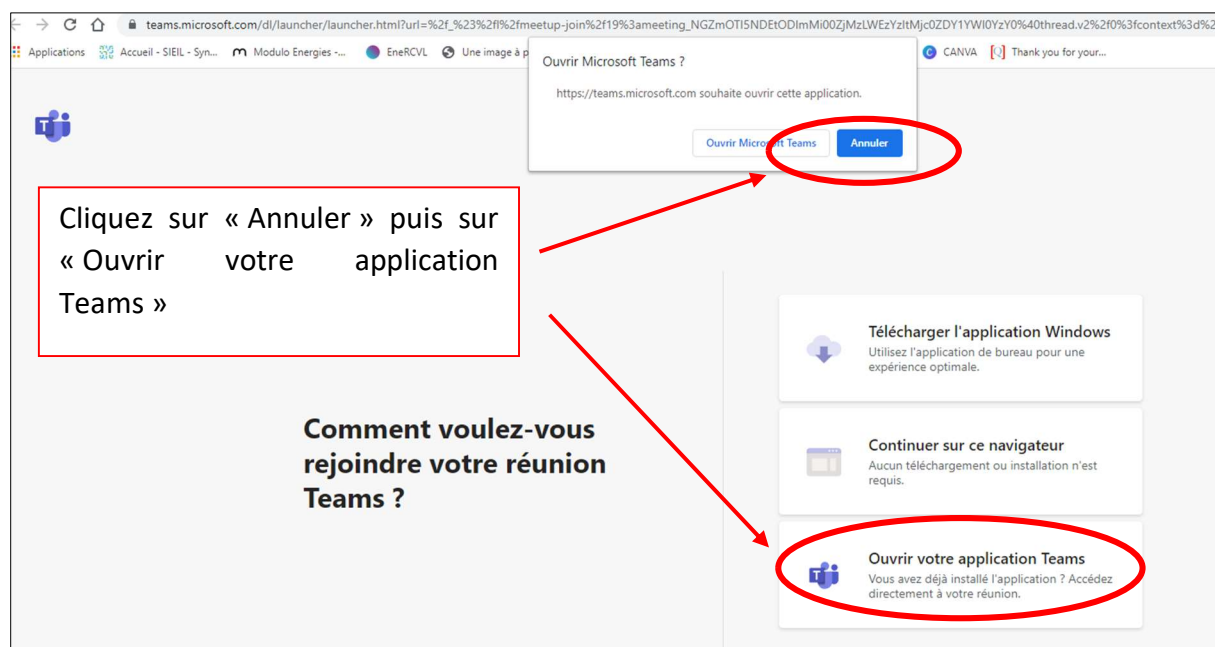 teams.microsoft.com/dl/launcher/launcher.html?url=%2f_%23%2fl%2fmeetup-join%2f19%3ameeting_NGZmOTI5NDEtODlmMi00ZjMzLWEzYzItMjc0ZDY1YWI0YzY0%40thread.v2%2f0%3fcontext%3d%2
Applications Accueil - SIEIL - Syn... Modulo Energies -... EneRCVL Une image à p CANVA Thank you for your...
Ouvrir Microsoft Teams ?
https://teams.microsoft.com souhaite ouvrir cette application.
Ouvrir Microsoft Teams Annuler
Cliquez sur « Annuler » puis sur
« Ouvrir votre application
Teams »
Télécharger l'application Windows
Utilisez l'application de bureau pour une
expérience optimale.
Comment voulez-vous
rejoindre votre réunion
Teams ?
Continuer sur ce navigateur
Aucun téléchargement ou installation n'est
requis.
Ouvrir votre application Teams
Vous avez déjà installé l'application ? Accédez
directement à votre réunion.